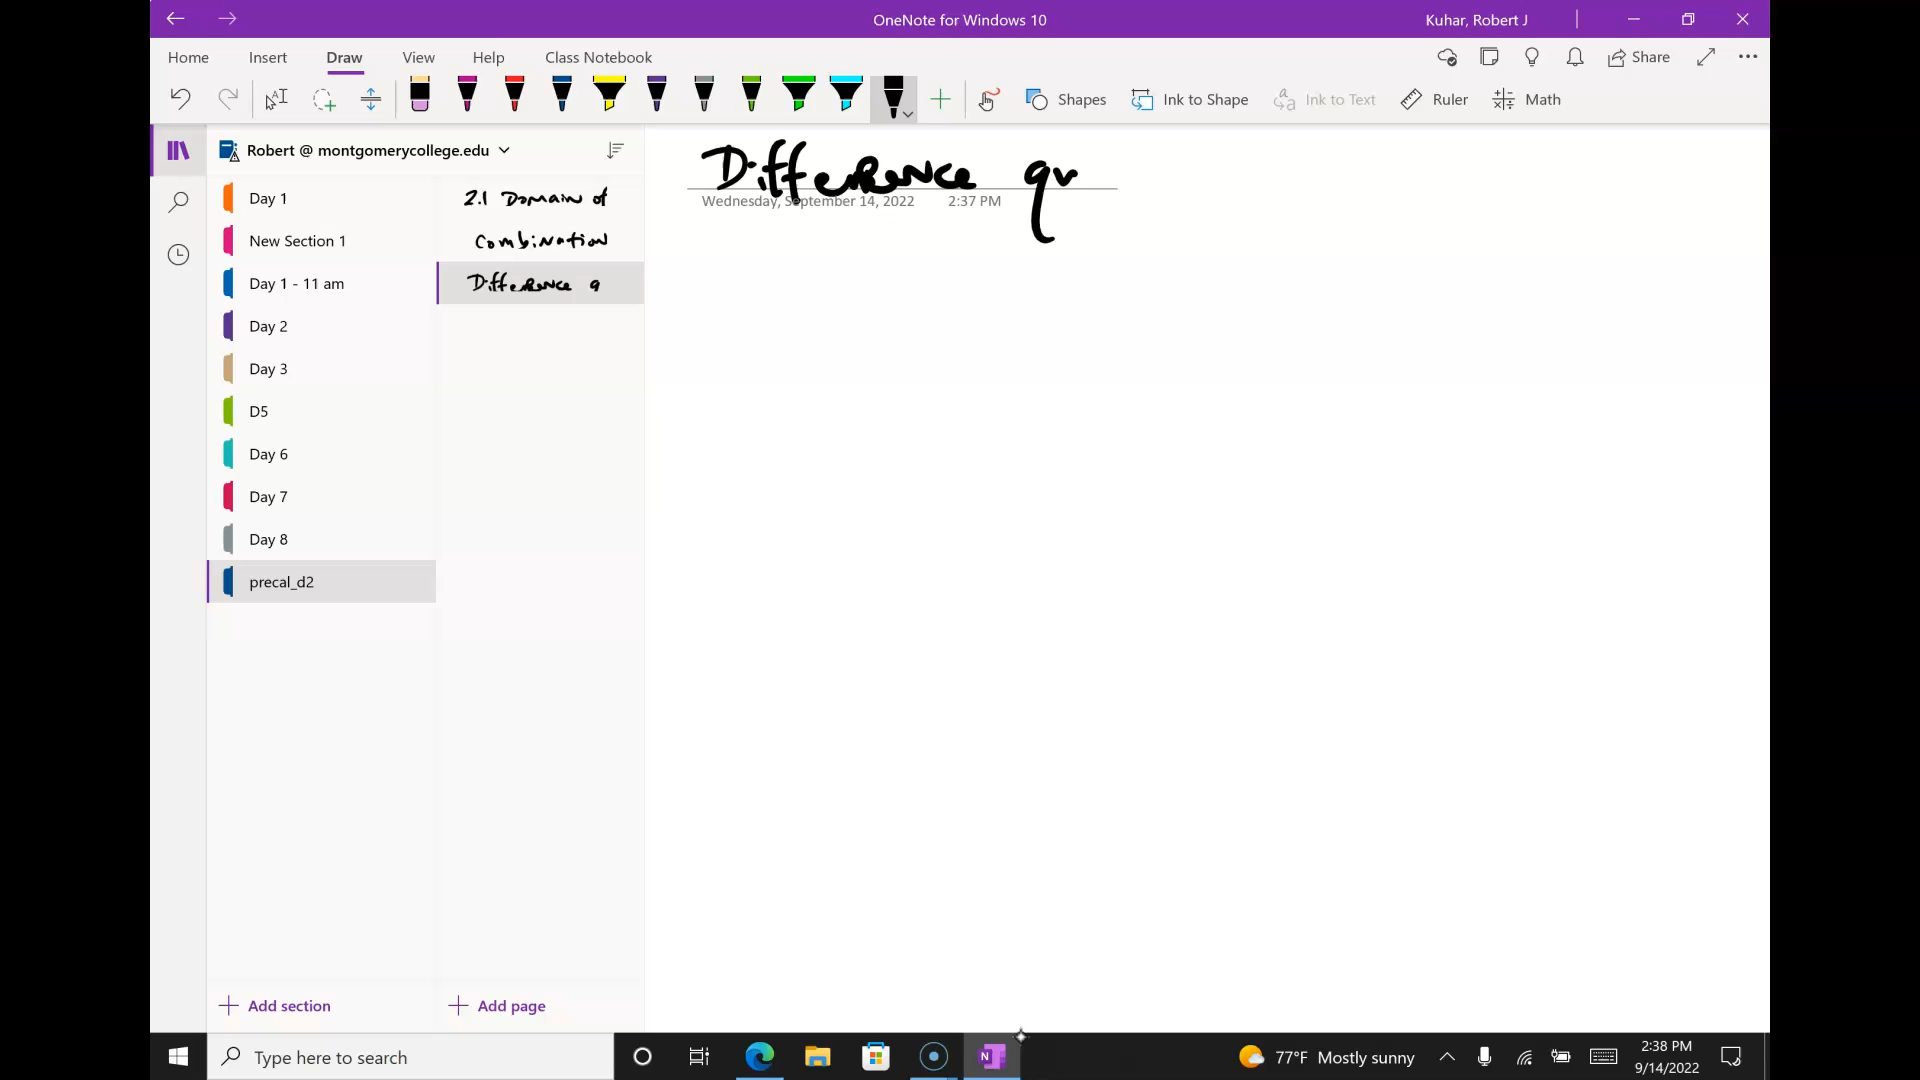 OneNote for Windows 10
Kuhar, Robert J
Home Insert Draw View Help Class Notebook
Share
Shapes Ink to Shape Ink to Text Ruler Math
Robert @ montgomerycollege.edu
Day 1
New Section 1
Day 1 - 11 am
Day 2
Day 3
D5
Day 6
Day 7
Day 8
precal_d2
Add section
2.1 Domain of
Combination
Difference q
Add page
Difference qu
Wednesday, September 14, 2022 2:37 PM
Type here to search
77°F Mostly sunny
2:38 PM
9/14/2022